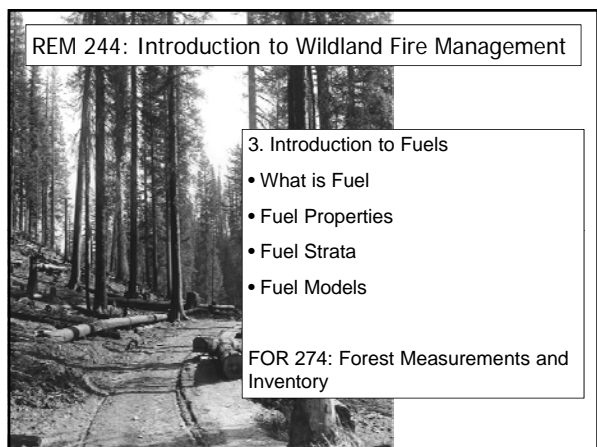 REM 244: Introduction to Wildland Fire Management
3. Introduction to Fuels
• What is Fuel
• Fuel Properties
• Fuel Strata
• Fuel Models
FOR 274: Forest Measurements and
Inventory